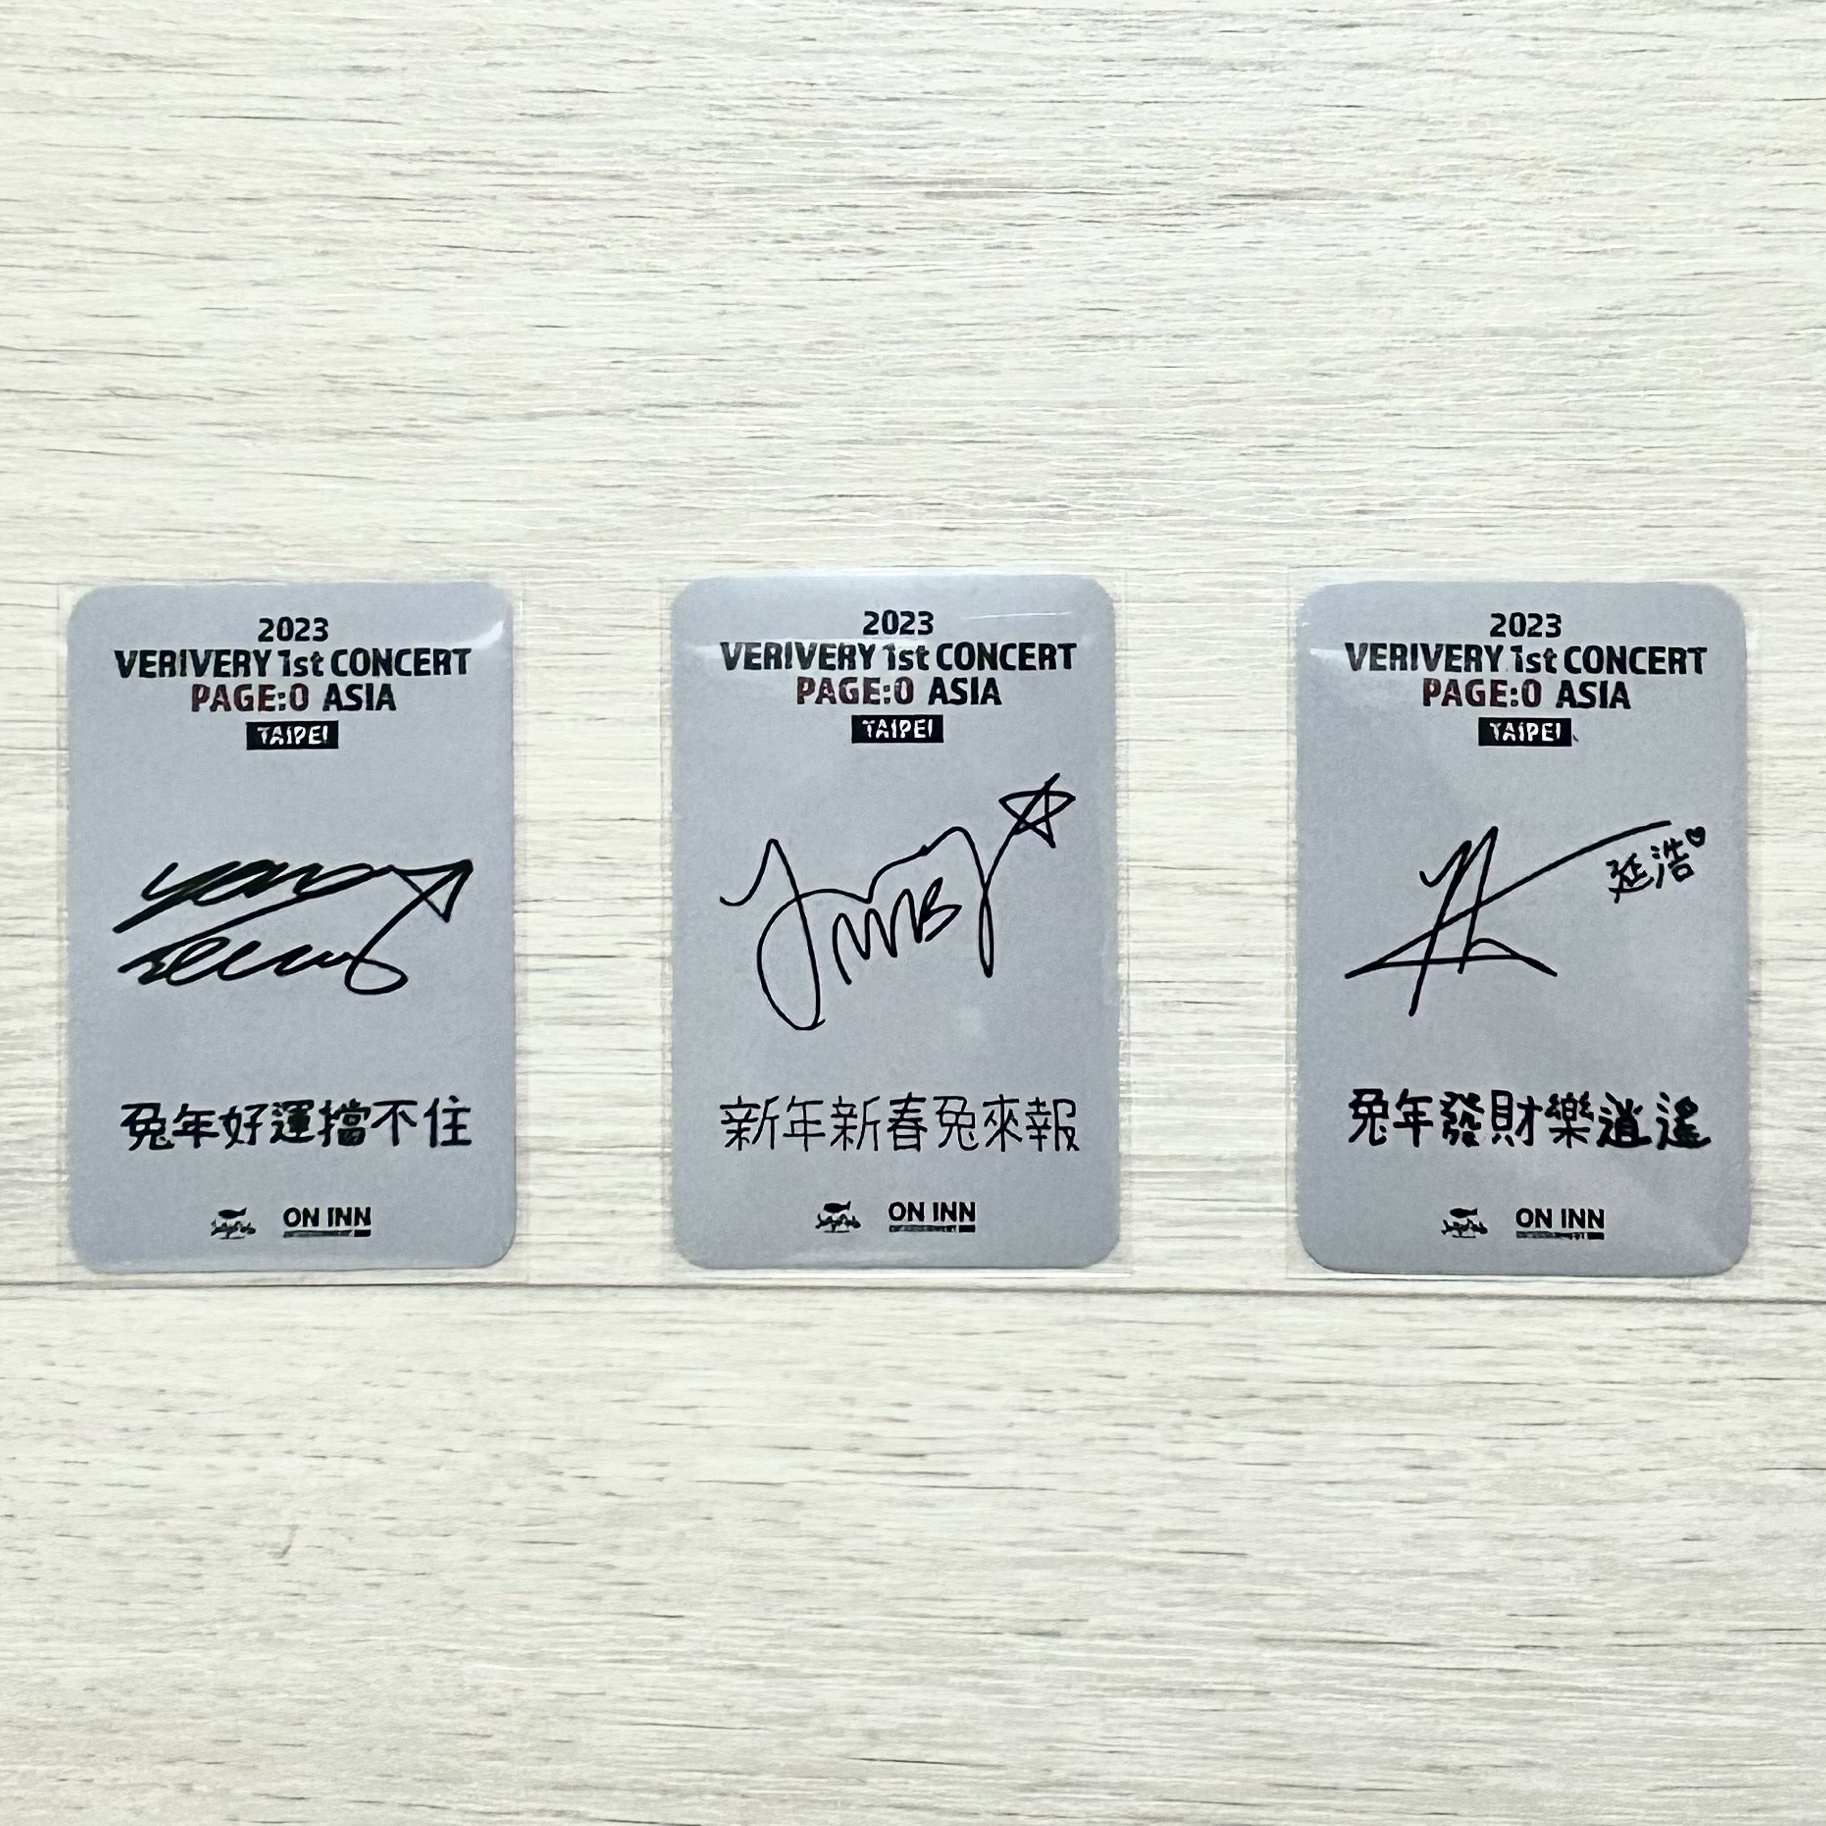 2023
VERIVERY 1st CONCERT
PAGE:0 ASIA
TAIPEI
兔年好運擋不住
ON INN
2023
VERIVERY 1st CONCERT
PAGE:0 ASIA
TAIPEI
新年新春兔來報
ON INN
2023
VERIVERY 1st CONCERT
PAGE:0 ASIA
TAIPEI
延浩
兔年發財樂逍遙
ON INN